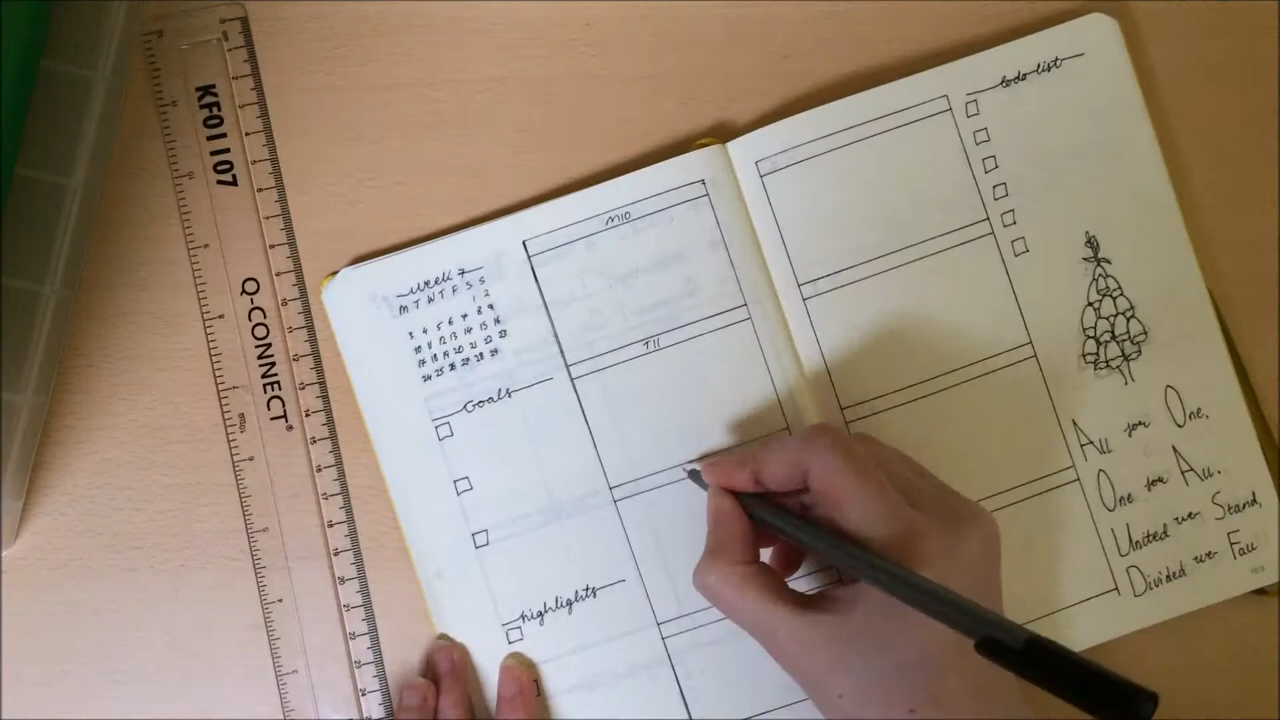 KF01107
Q-CONNECT®
week 7
M T W T F S S
1 2
3 4 5 6 7 8 9
10 11 12 13 14 15 16
17 18 19 20 21 22 23
24 25 26 27 28 29
Goals
highlights
M10
T11
todo list
All for One,
One for All.
United we Stand,
Divided we Fall
103